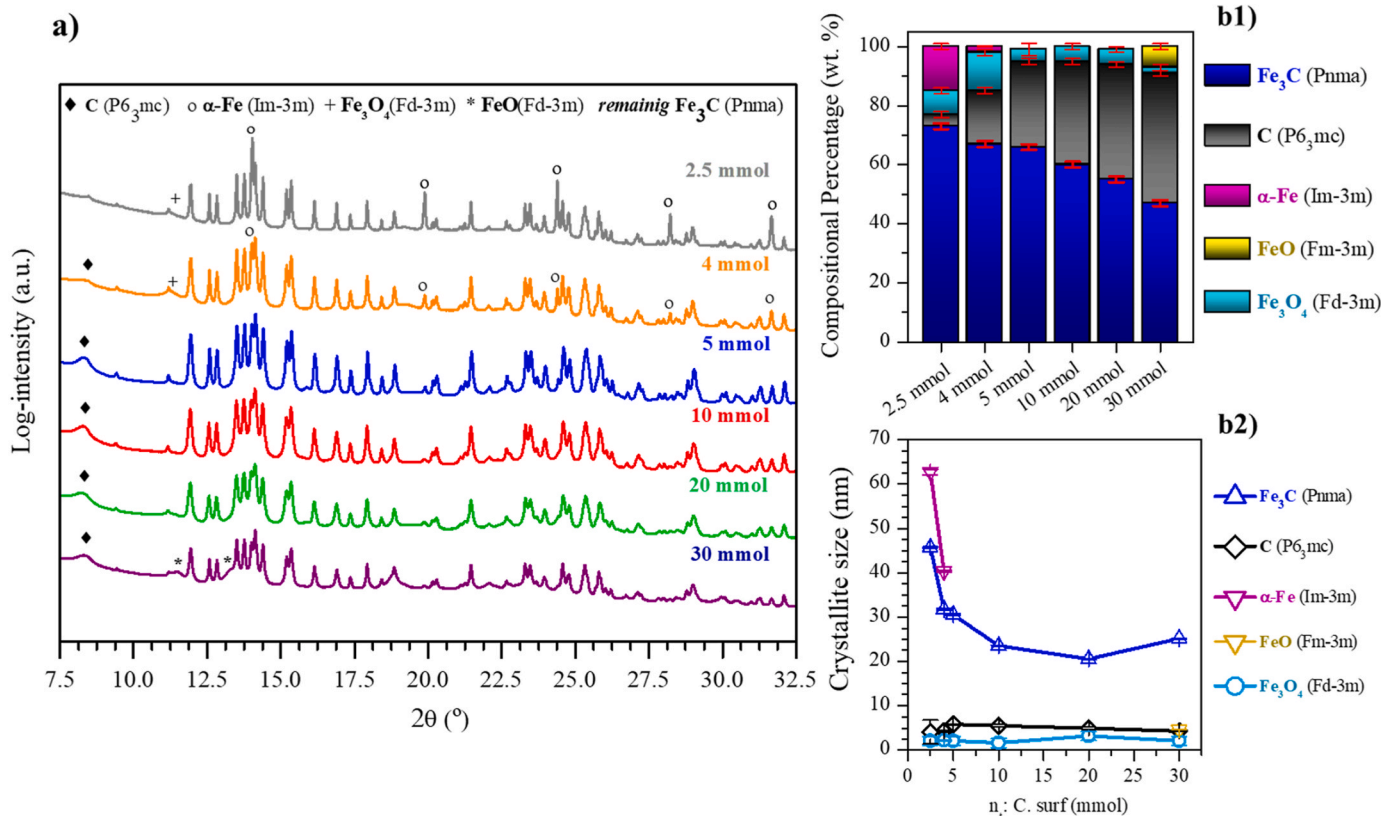 a)
◆ C (P6₃mc) o α-Fe (Im-3m) + Fe₃O₄(Fd-3m) * FeO(Fd-3m) remainig Fe₃C (Pnma)
2.5 mmol
4 mmol
5 mmol
10 mmol
20 mmol
30 mmol
Log-intensity (a.u.)
7.5 10.0 12.5 15.0 17.5 20.0 22.5 25.0 27.5 30.0 32.5
2θ (º)
b1)
Compositional Percentage (wt. %)
100
80
60
40
20
0
2.5 mmol 4 mmol 5 mmol 10 mmol 20 mmol 30 mmol
Fe₃C (Pnma)
C (P6₃mc)
α-Fe (Im-3m)
FeO (Fm-3m)
Fe₃O₄ (Fd-3m)
b2)
Crystallite size (nm)
70
60
50
40
30
20
10
0
0 5 10 15 20 25 30
: C. surf (mmol)
Fe₃C (Pnma)
C (P6₃mc)
α-Fe (Im-3m)
FeO (Fm-3m)
Fe₃O₄ (Fd-3m)